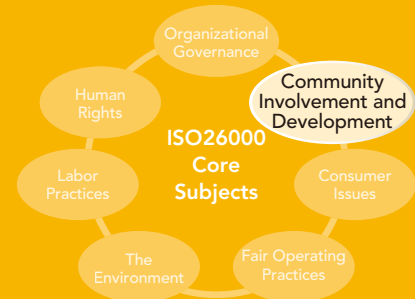 Organizational
Governance
Community
Involvement and
Development
Human
Rights
ISO26000
Core
Subjects
Labor
Practices
Consumer
Issues
The
Environment
Fair Operating
Practices